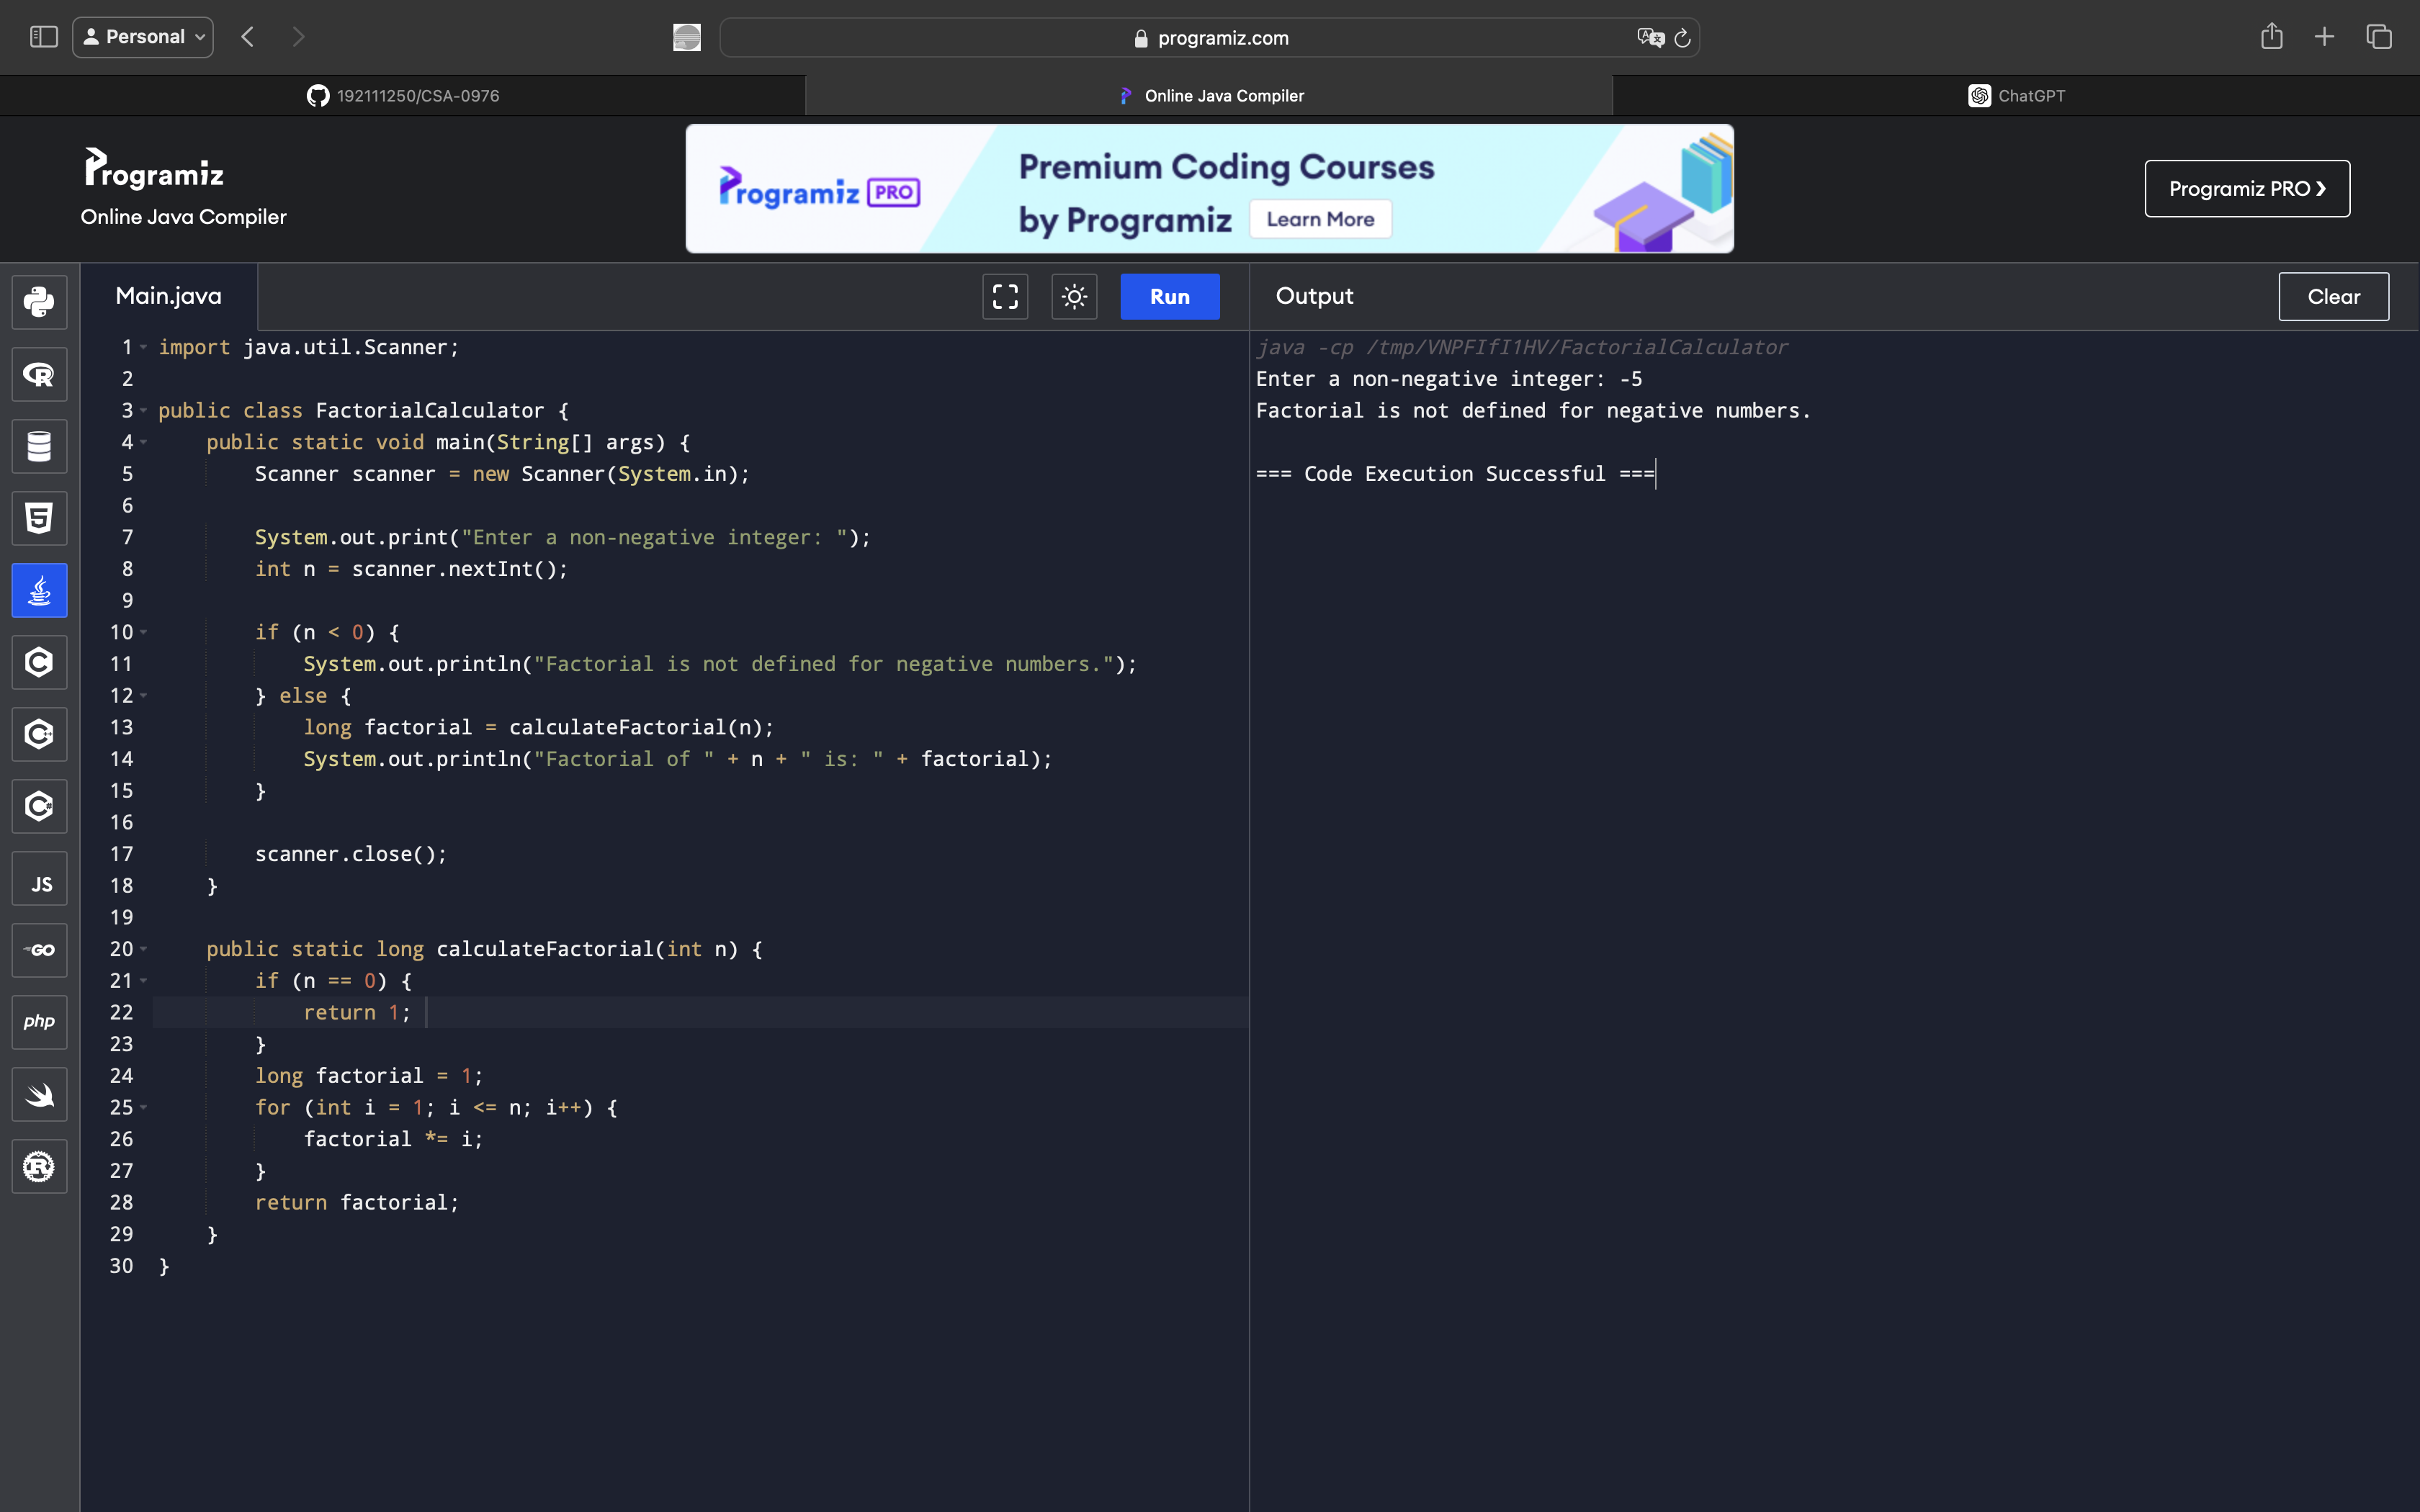 Personal
programiz.com
192111250/CSA-0976
Online Java Compiler
ChatGPT
Programiz
Online Java Compiler
Programiz PRO
Premium Coding Courses
by Programiz
Learn More
Programiz PRO ❯
Main.java
Run
Output
Clear
1 import java.util.Scanner;
2
3 public class FactorialCalculator {
4     public static void main(String[] args) {
5         Scanner scanner = new Scanner(System.in);
6
7         System.out.print("Enter a non-negative integer: ");
8         int n = scanner.nextInt();
9
10         if (n < 0) {
11             System.out.println("Factorial is not defined for negative numbers.");
12         } else {
13             long factorial = calculateFactorial(n);
14             System.out.println("Factorial of " + n + " is: " + factorial);
15         }
16
17         scanner.close();
18     }
19
20     public static long calculateFactorial(int n) {
21         if (n == 0) {
22             return 1;
23         }
24         long factorial = 1;
25         for (int i = 1; i <= n; i++) {
26             factorial *= i;
27         }
28         return factorial;
29     }
30 }
java -cp /tmp/VNPFIfI1HV/FactorialCalculator
Enter a non-negative integer: -5
Factorial is not defined for negative numbers.
=== Code Execution Successful ===
R
5
C
C++
C#
JS
GO
php
R